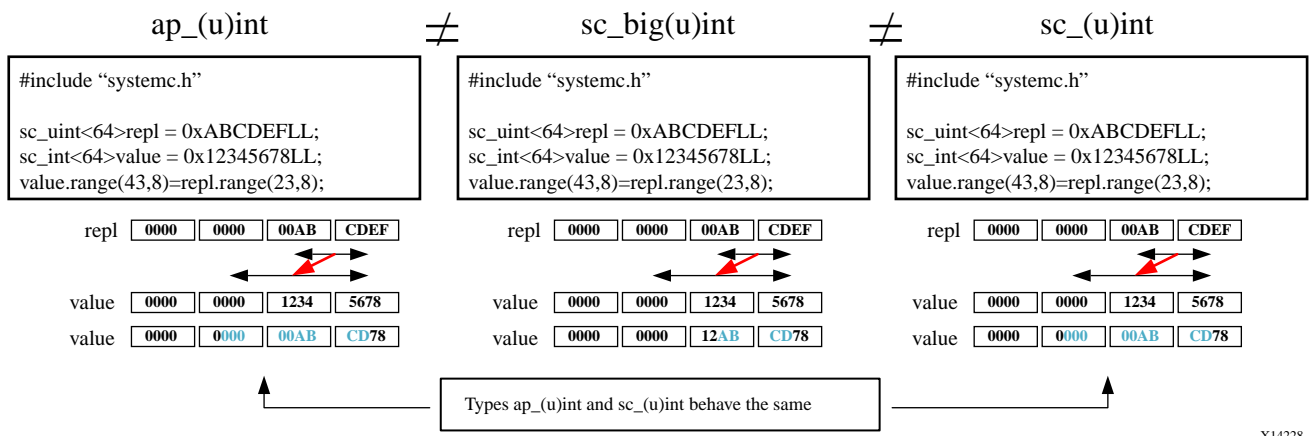 ap_(u)int ≠ sc_big(u)int ≠ sc_(u)int
#include “systemc.h”
sc_uint<64>repl = 0xABCDEFLL;
sc_int<64>value = 0x12345678LL;
value.range(43,8)=repl.range(23,8);
#include “systemc.h”
sc_uint<64>repl = 0xABCDEFLL;
sc_int<64>value = 0x12345678LL;
value.range(43,8)=repl.range(23,8);
#include “systemc.h”
sc_uint<64>repl = 0xABCDEFLL;
sc_int<64>value = 0x12345678LL;
value.range(43,8)=repl.range(23,8);
repl 0000 0000 00AB CDEF
value 0000 0000 1234 5678
value 0000 0000 00AB CD78
repl 0000 0000 00AB CDEF
value 0000 0000 1234 5678
value 0000 0000 12AB CD78
repl 0000 0000 00AB CDEF
value 0000 0000 1234 5678
value 0000 0000 00AB CD78
Types ap_(u)int and sc_(u)int behave the same